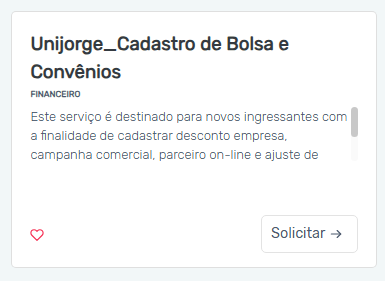 Unijorge_Cadastro de Bolsa e
Convênios
FINANCEIRO
Este serviço é destinado para novos ingressantes com
a finalidade de cadastrar desconto empresa,
campanha comercial, parceiro on-line e ajuste de
Solicitar →